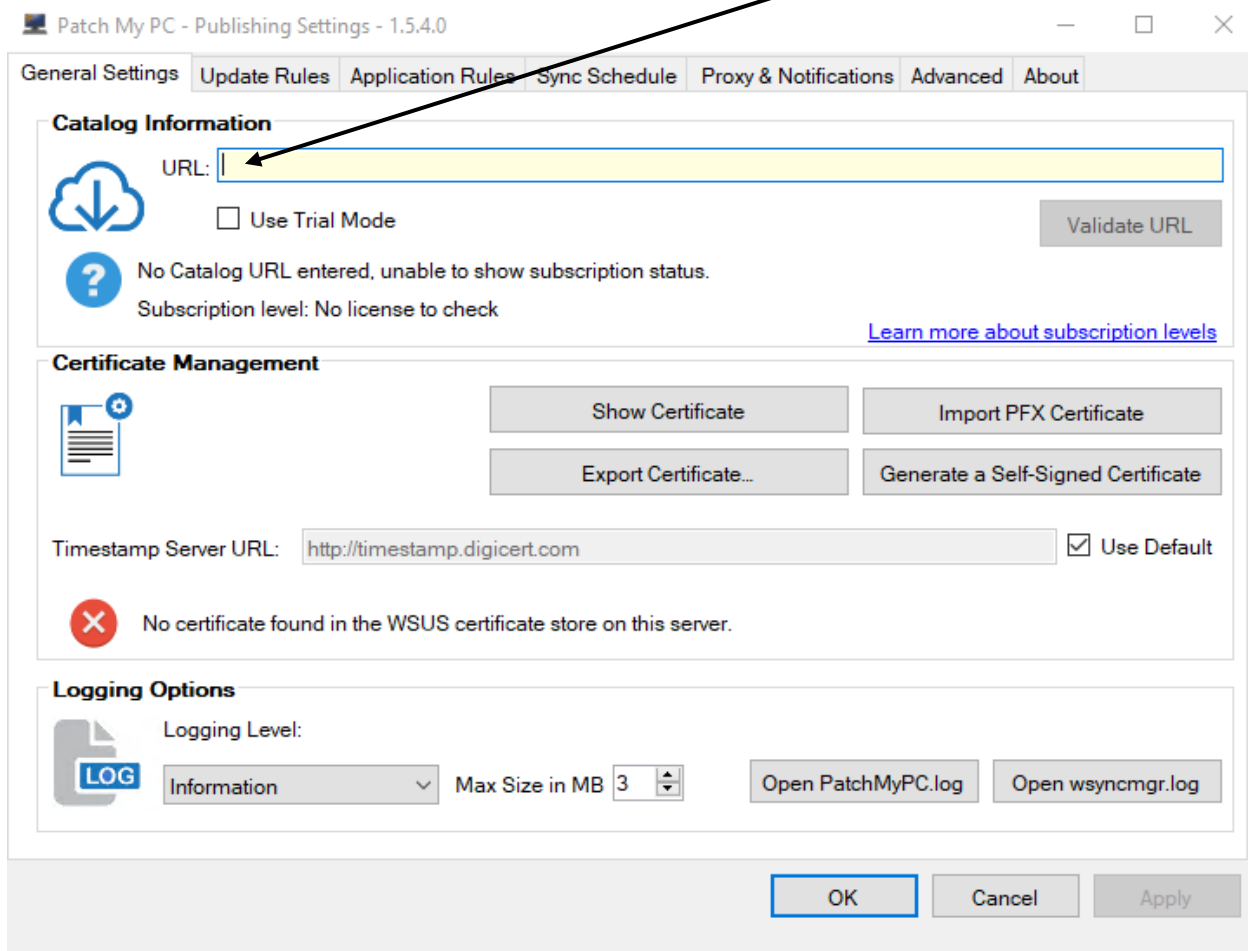 Patch My PC - Publishing Settings - 1.5.4.0
General Settings Update Rules Application Rules Sync Schedule Proxy & Notifications Advanced About
Catalog Information
URL:
Use Trial Mode Validate URL
No Catalog URL entered, unable to show subscription status.
Subscription level: No license to check
Learn more about subscription levels
Certificate Management
Show Certificate Import PFX Certificate
Export Certificate... Generate a Self-Signed Certificate
Timestamp Server URL: http://timestamp.digicert.com Use Default
No certificate found in the WSUS certificate store on this server.
Logging Options
Logging Level:
LOG Information Max Size in MB 3 Open PatchMyPC.log Open wsyncmgr.log
OK Cancel Apply